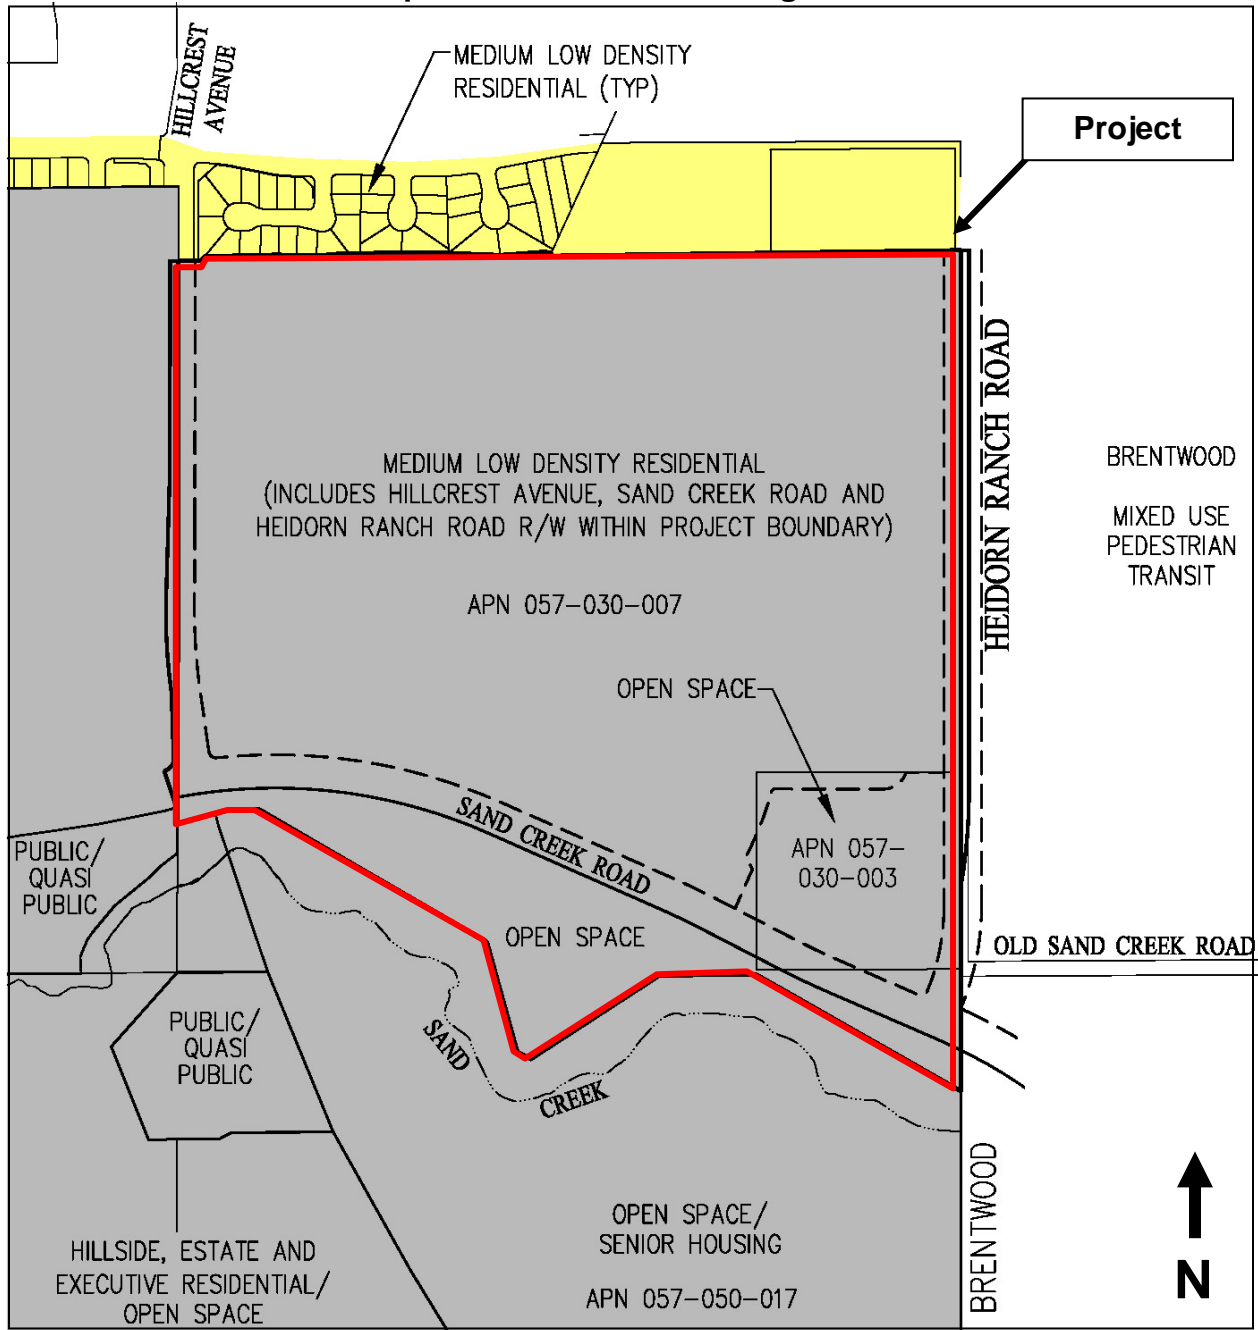 HILLCREST
AVENUE
MEDIUM LOW DENSITY
RESIDENTIAL (TYP)
Project
MEDIUM LOW DENSITY RESIDENTIAL
(INCLUDES HILLCREST AVENUE, SAND CREEK ROAD AND
HEIDORN RANCH ROAD R/W WITHIN PROJECT BOUNDARY)
APN 057-030-007
HEIDORN RANCH ROAD
BRENTWOOD
MIXED USE
PEDESTRIAN
TRANSIT
OPEN SPACE
SAND CREEK ROAD
APN 057-
030-003
PUBLIC/
QUASI
PUBLIC
OPEN SPACE
OLD SAND CREEK ROAD
PUBLIC/
QUASI
PUBLIC
SAND
CREEK
OPEN SPACE/
SENIOR HOUSING
APN 057-050-017
HILLSIDE, ESTATE AND
EXECUTIVE RESIDENTIAL/
OPEN SPACE
BRENTWOOD
N